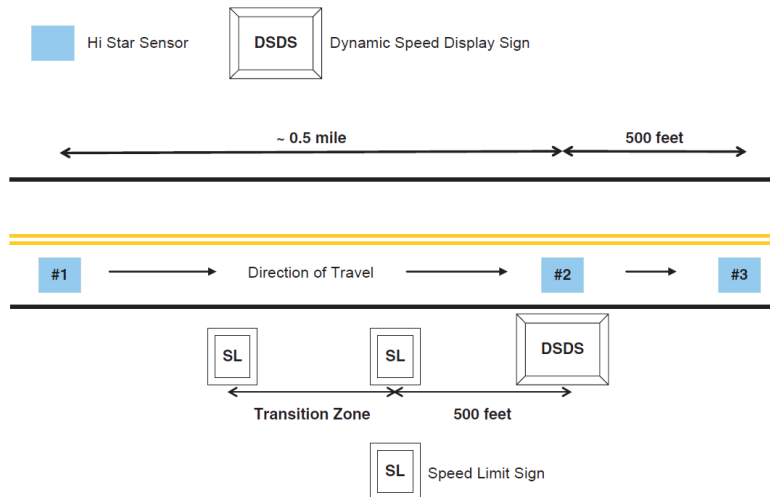 Hi Star Sensor
DSDS
Dynamic Speed Display Sign
~ 0.5 mile
500 feet
#1
Direction of Travel
#2
#3
SL
SL
DSDS
Transition Zone
500 feet
SL
Speed Limit Sign